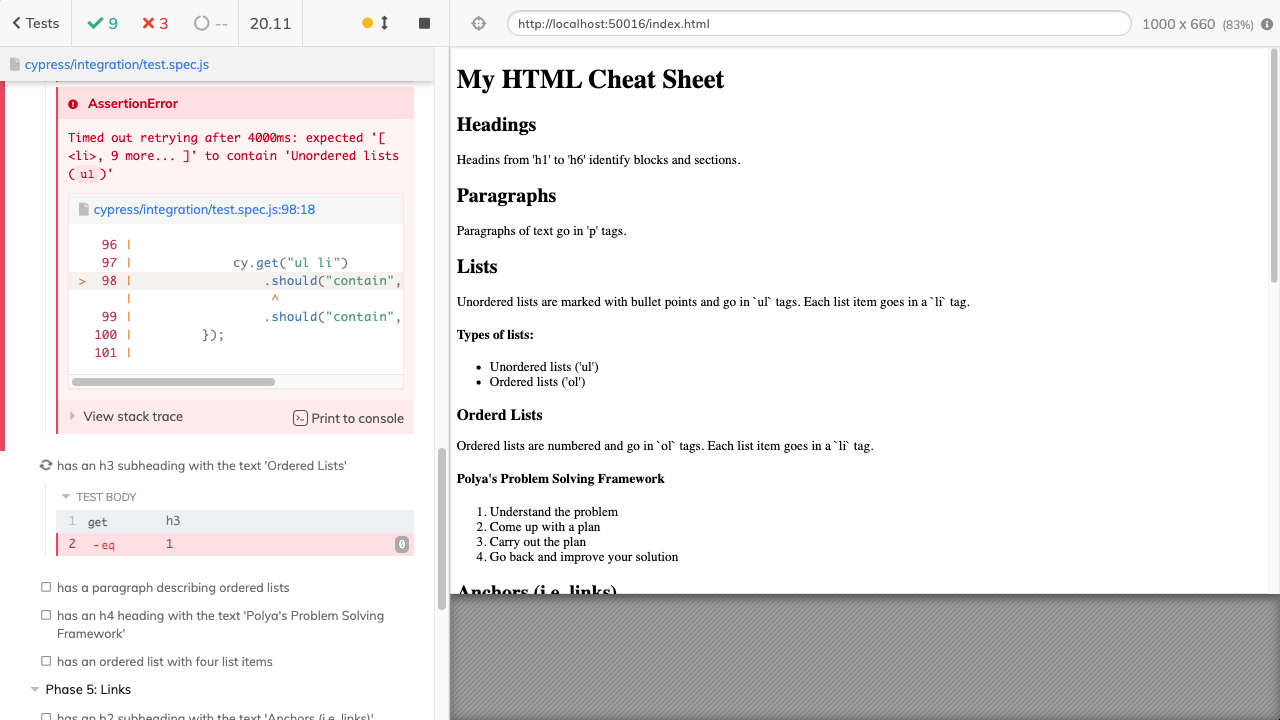 Tests
9
3
--
20.11
http://localhost:50016/index.html
1000 x 660 (83%)
cypress/integration/test.spec.js
AssertionError
Timed out retrying after 4000ms: expected '[
<li>, 9 more... ]' to contain 'Unordered lists
(ul)'
cypress/integration/test.spec.js:98:18
96 |
97 | cy.get("ul li")
> 98 | .should("contain",
| ^
99 | .should("contain",
100 | });
101 |
View stack trace
Print to console
has an h3 subheading with the text 'Ordered Lists'
TEST BODY
1 get h3
2 -eq 1 0
has a paragraph describing ordered lists
has an h4 heading with the text 'Polya's Problem Solving
Framework'
has an ordered list with four list items
Phase 5: Links
has an h2 subheading with the text 'Anchors (i.e. links)'
My HTML Cheat Sheet
Headings
Headins from 'h1' to 'h6' identify blocks and sections.
Paragraphs
Paragraphs of text go in 'p' tags.
Lists
Unordered lists are marked with bullet points and go in `ul` tags. Each list item goes in a `li` tag.
Types of lists:
• Unordered lists ('ul')
• Ordered lists ('ol')
Orderd Lists
Ordered lists are numbered and go in `ol` tags. Each list item goes in a `li` tag.
Polya's Problem Solving Framework
1. Understand the problem
2. Come up with a plan
3. Carry out the plan
4. Go back and improve your solution
Anchors (i.e. links)